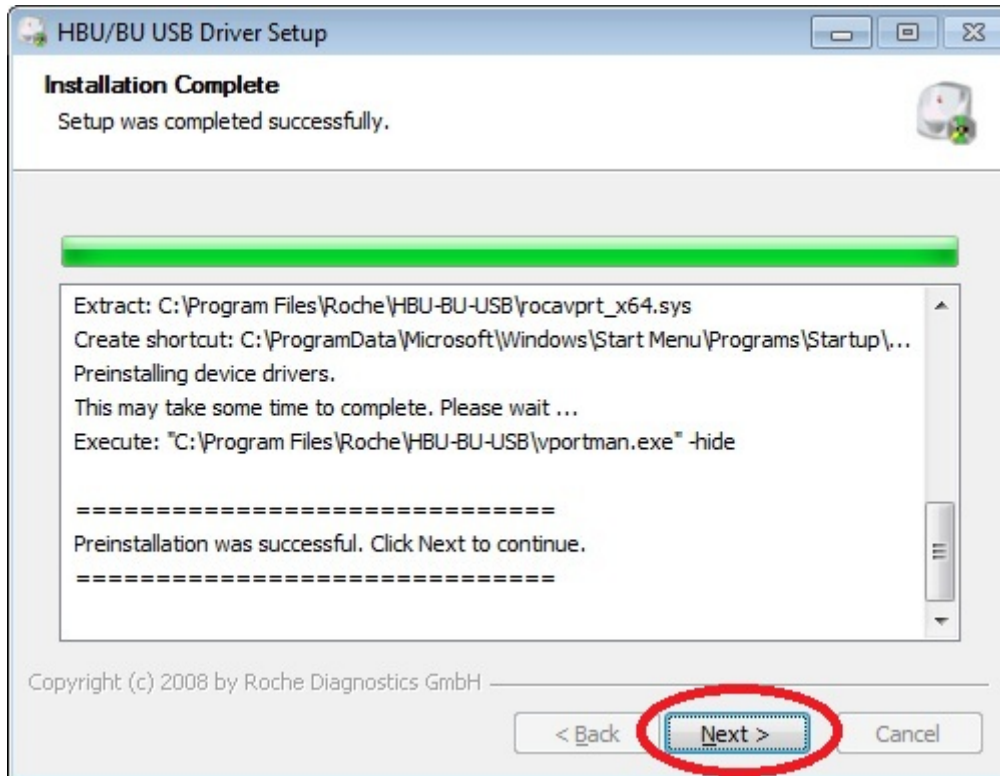 HBU/BU USB Driver Setup
Installation Complete
Setup was completed successfully.
Extract: C:\Program Files\Roche\HBU-BU-USB\rocavprt_x64.sys
Create shortcut: C:\ProgramData\Microsoft\Windows\Start Menu\Programs\Startup\...
Preinstalling device drivers.
This may take some time to complete. Please wait ...
Execute: "C:\Program Files\Roche\HBU-BU-USB\vportman.exe" -hide
==============================
Preinstallation was successful. Click Next to continue.
==============================
Copyright (c) 2008 by Roche Diagnostics GmbH
< Back Next > Cancel